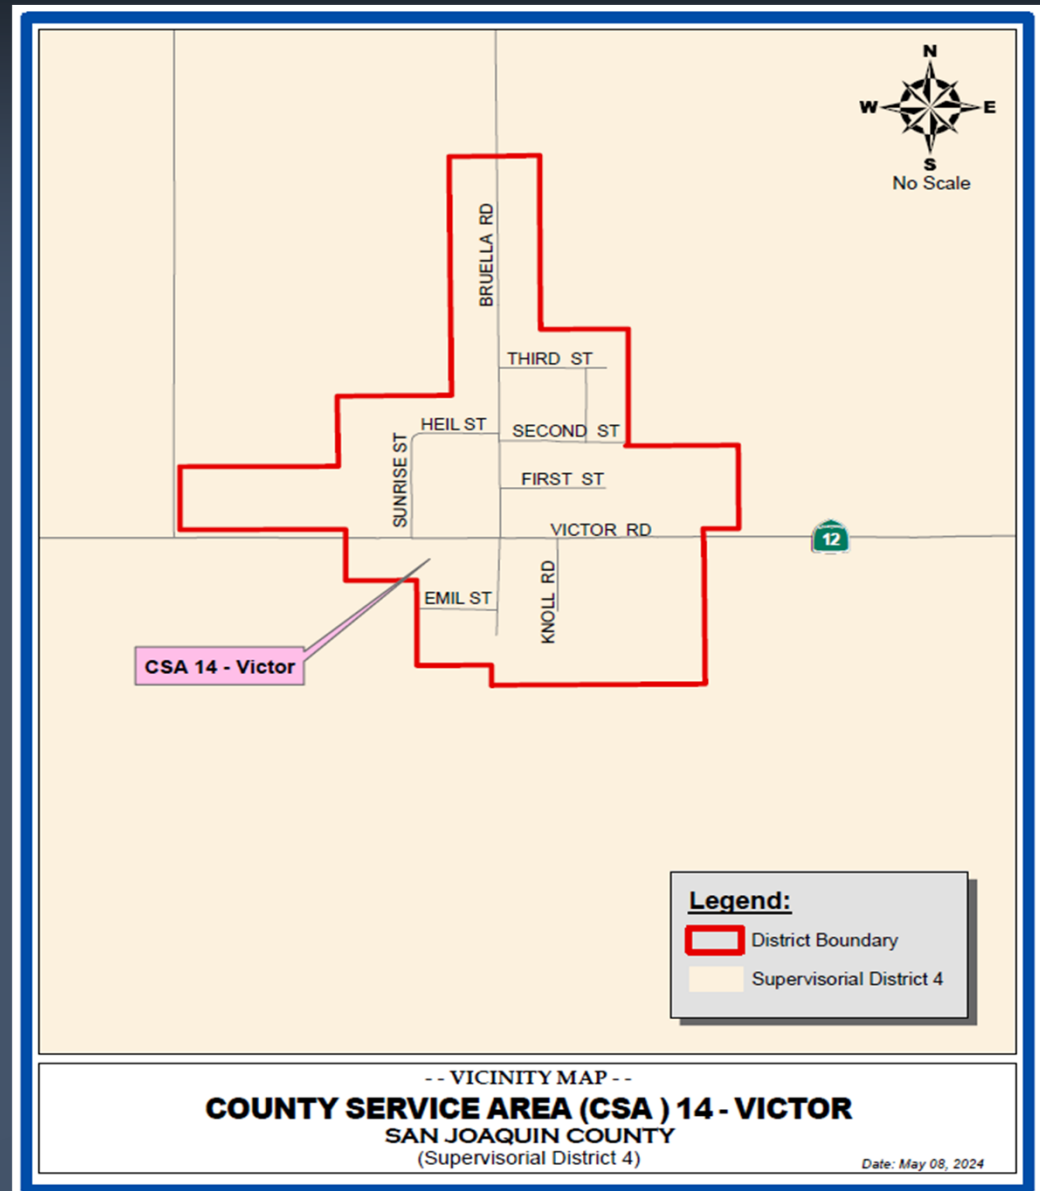 N
W E
S
No Scale
BRUELLA RD
THIRD ST
HEIL ST
SECOND ST
SUNRISE ST
FIRST ST
VICTOR RD
12
KNOLL RD
EMIL ST
CSA 14 - Victor
Legend:
District Boundary
Supervisorial District 4
- - VICINITY MAP - -
COUNTY SERVICE AREA (CSA ) 14 - VICTOR
SAN JOAQUIN COUNTY
(Supervisorial District 4)
Date: May 08, 2024